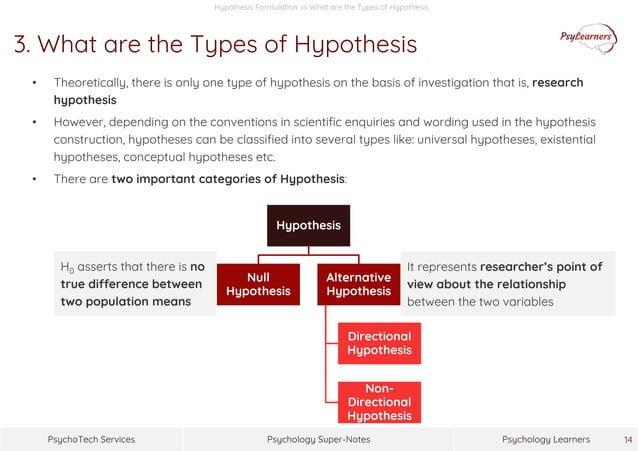 Hypothesis Formulation >> What are the Types of Hypothesis
3. What are the Types of Hypothesis
PsyLearners
• Theoretically, there is only one type of hypothesis on the basis of investigation that is, research
hypothesis
• However, depending on the conventions in scientific enquiries and wording used in the hypothesis
construction, hypotheses can be classified into several types like: universal hypotheses, existential
hypotheses, conceptual hypotheses etc.
• There are two important categories of Hypothesis:
Hypothesis
H₀ asserts that there is no
true difference between
two population means
Null
Hypothesis
Alternative
Hypothesis
It represents researcher's point of
view about the relationship
between the two variables
Directional
Hypothesis
Non-
Directional
Hypothesis
PsychoTech Services
Psychology Super-Notes
Psychology Learners
14